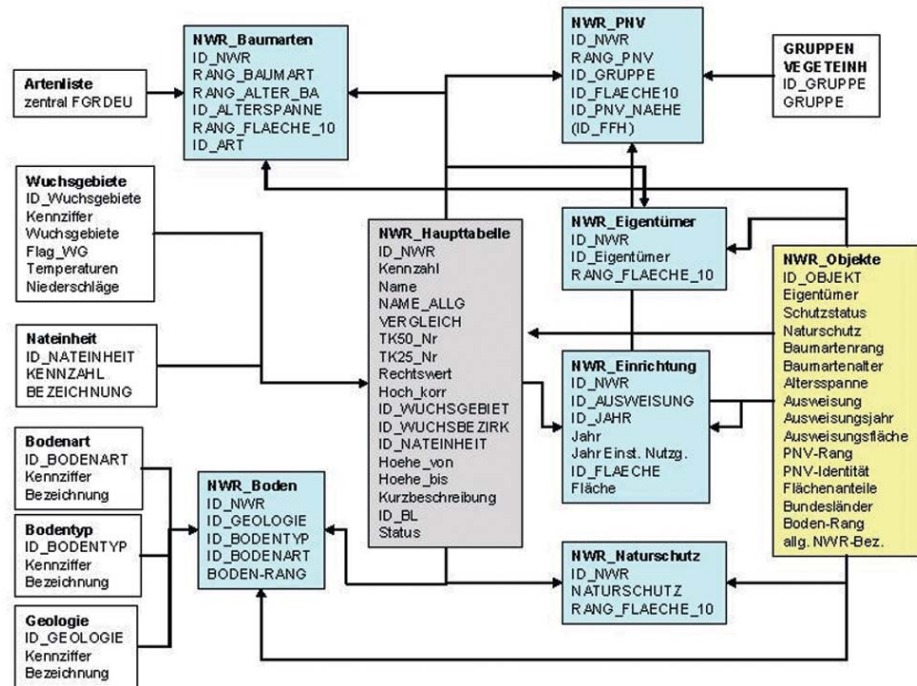 NWR_Baumarten
ID_NWR
RANG_BAUMART
RANG_ALTER_BA
ID_ALTERSPANNE
RANG_FLAECHE_10
ID_ART
NWR_PNV
ID_NWR
RANG_PNV
ID_GRUPPE
ID_FLAECHE10
ID_PNV_NAEHE
(ID_FFH)
GRUPPEN
VEGETEINH
ID_GRUPPE
GRUPPE
Artenliste
zentral FGRDEU
Wuchsgebiete
ID_Wuchsgebiete
Kennziffer
Wuchsgebiete
Flag_WG
Temperaturen
Niederschläge
NWR_Haupttabelle
ID_NWR
Kennzahl
Name
NAME_ALLG
VERGLEICH
TK50_Nr
TK25_Nr
Rechtswert
Hoch_korr
ID_WUCHSGEBIET
ID_WUCHSBEZIRK
ID_NATEINHEIT
Hoehe_von
Hoehe_bis
Kurzbeschreibung
ID_BL
Status
NWR_Eigentümer
ID_NWR
ID_Eigentümer
RANG_FLAECHE_10
NWR_Objekte
ID_OBJEKT
Eigentümer
Schutzstatus
Naturschutz
Baumartenrang
Baumartenalter
Altersspanne
Ausweisung
Ausweisungsjahr
Ausweisungsfläche
PNV-Rang
PNV-Identität
Flächenanteile
Bundesländer
Boden-Rang
allg. NWR-Bez.
Nateinheit
ID_NATEINHEIT
KENNZAHL
BEZEICHNUNG
NWR_Einrichtung
ID_NWR
ID_AUSWEISUNG
ID_JAHR
Jahr
Jahr Einst. Nutzg.
ID_FLAECHE
Fläche
Bodenart
ID_BODENART
Kennziffer
Bezeichnung
NWR_Boden
ID_NWR
ID_GEOLOGIE
ID_BODENTYP
ID_BODENART
BODEN-RANG
Bodentyp
ID_BODENTYP
Kennziffer
Bezeichnung
NWR_Naturschutz
ID_NWR
NATURSCHUTZ
RANG_FLAECHE_10
Geologie
ID_GEOLOGIE
Kennziffer
Bezeichnung